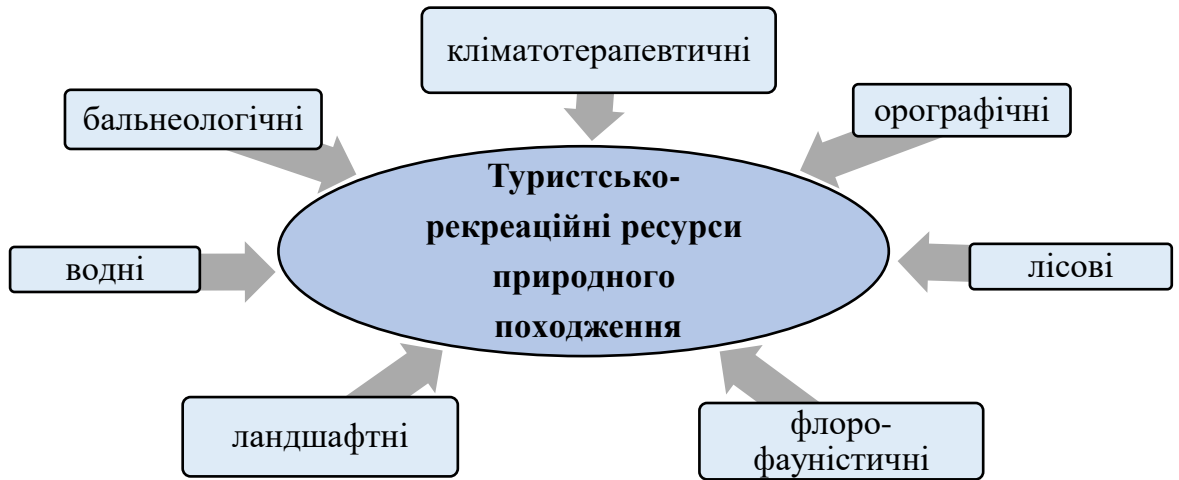 кліматотерапевтичні
бальнеологічні
орографічні
Туристсько-
рекреаційні ресурси
природного
походження
водні
лісові
ландшафтні
флоро-
фауністичні